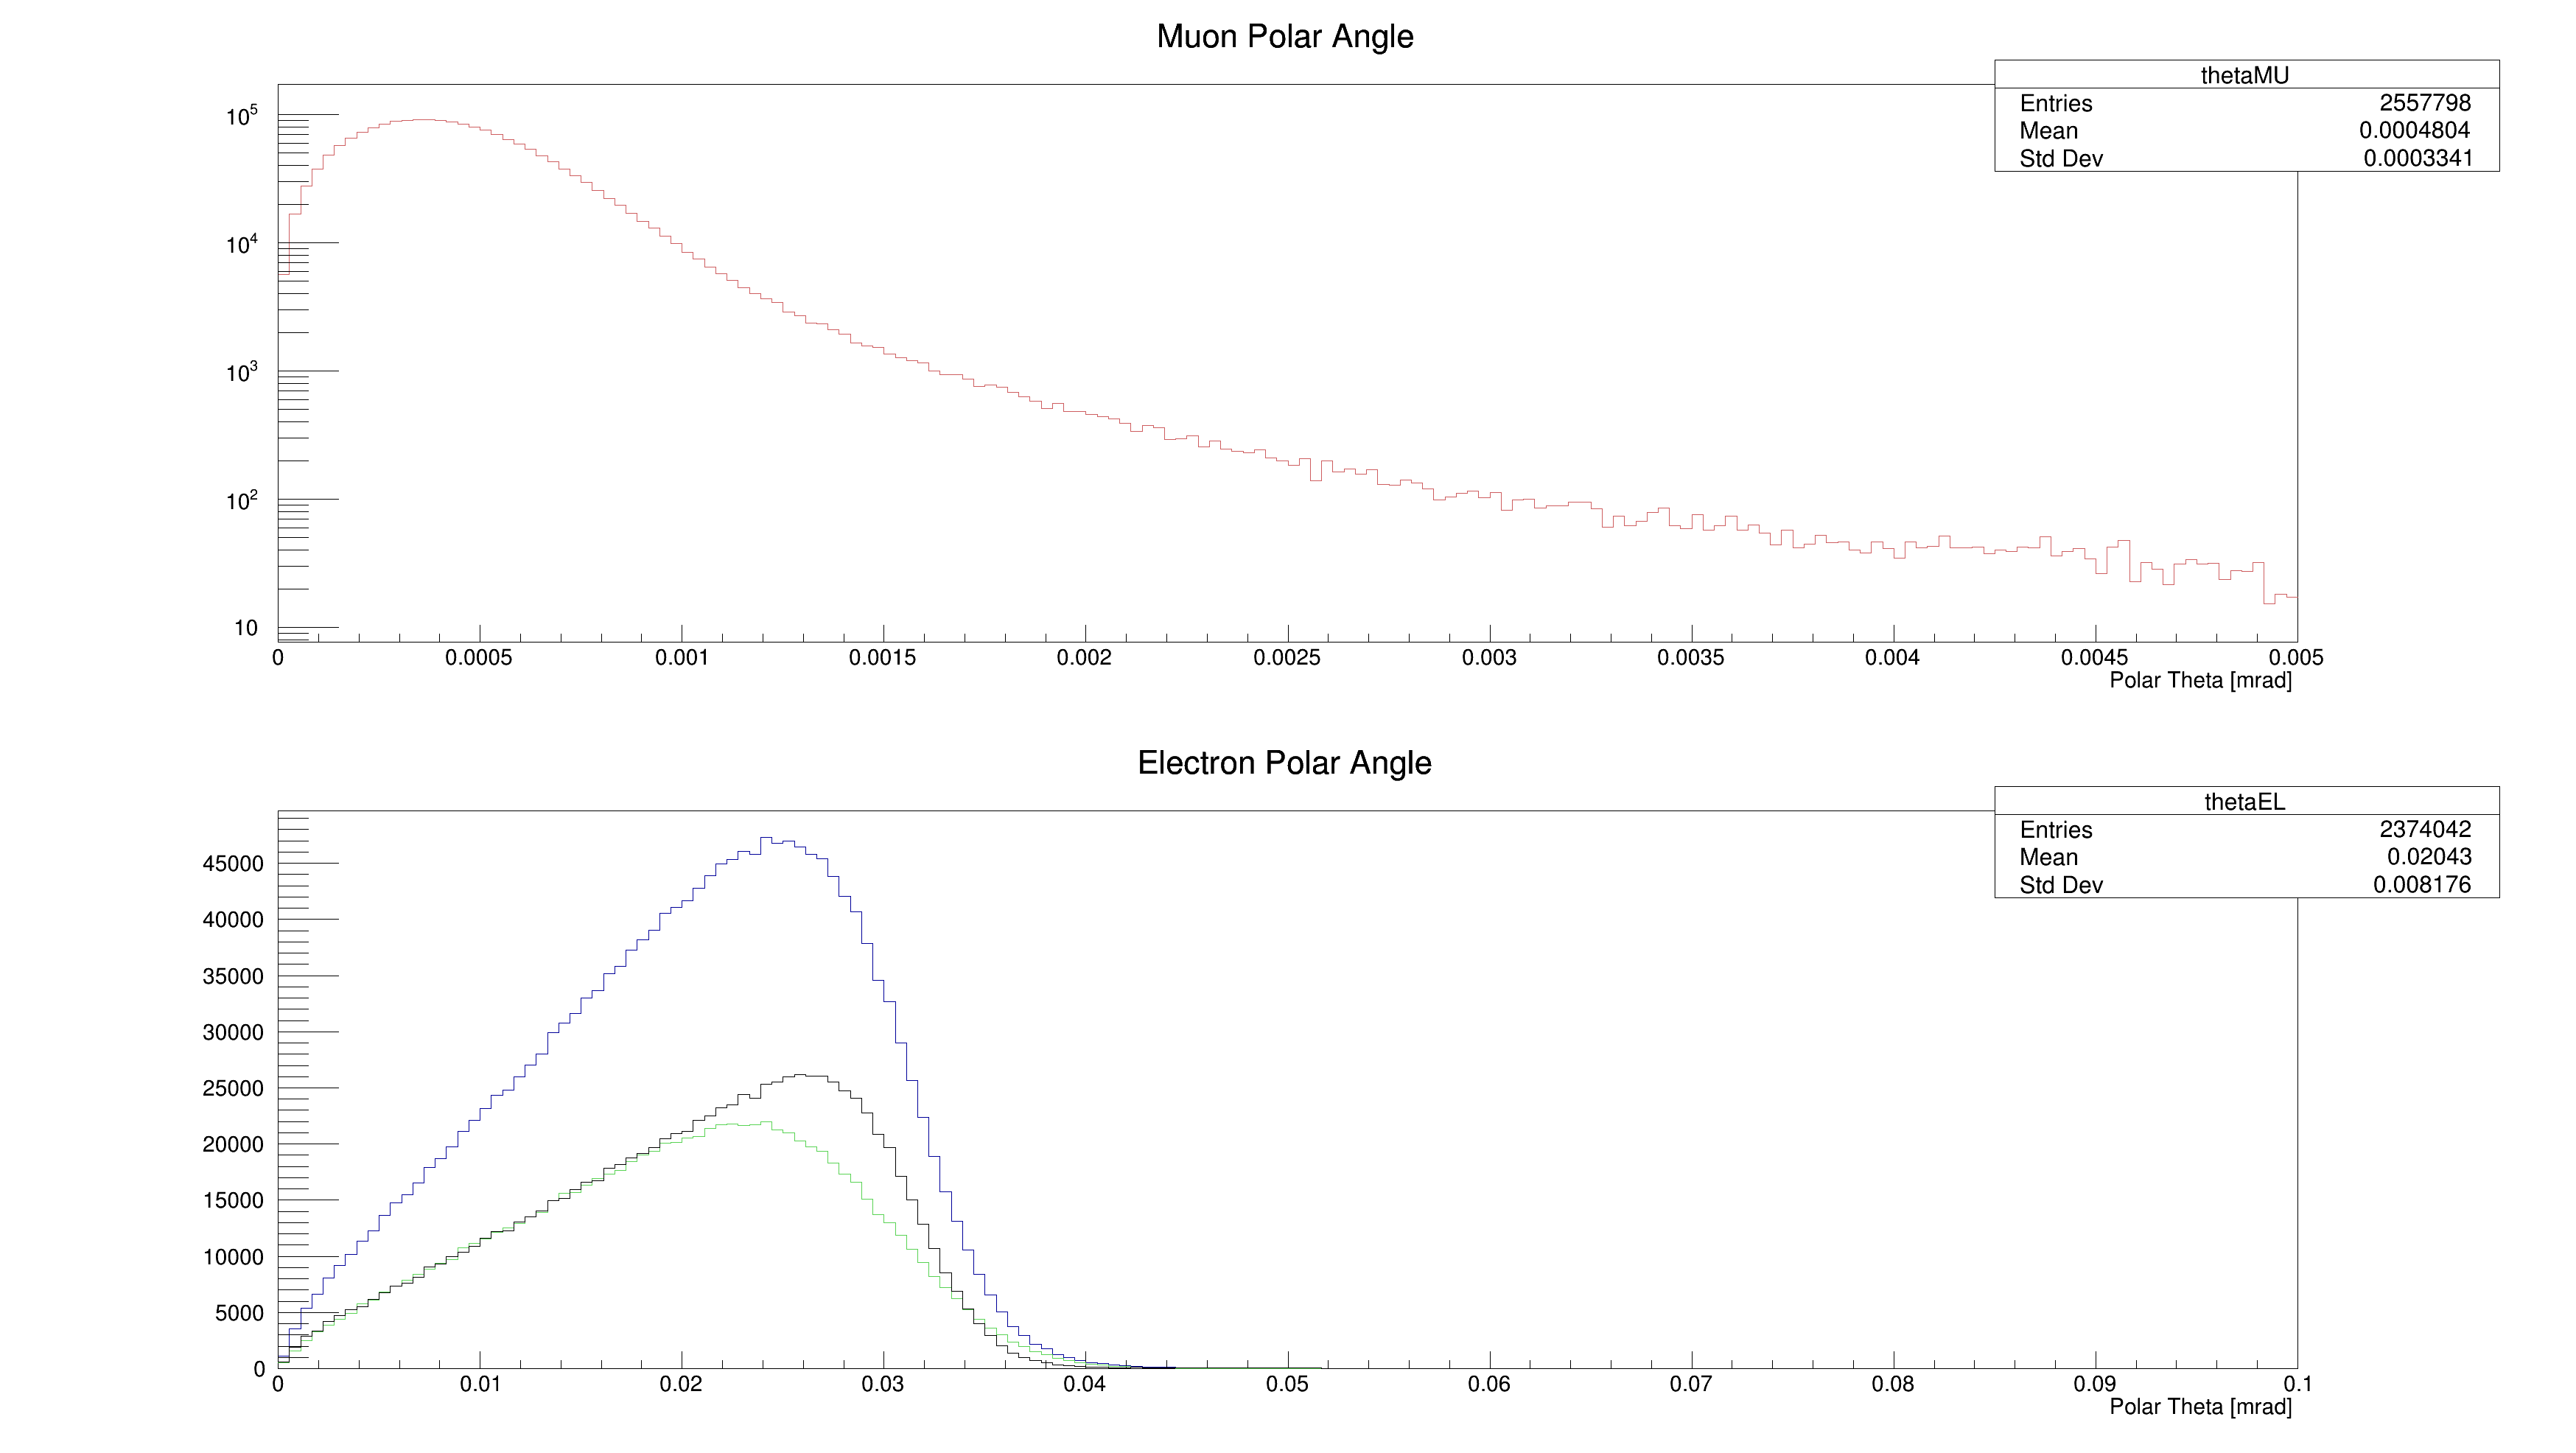 Muon Polar Angle
thetaMU
Entries 2557798
Mean 0.0004804
Std Dev 0.0003341
10^5
10^4
10^3
10^2
10
0 0.0005 0.001 0.0015 0.002 0.0025 0.003 0.0035 0.004 0.0045 0.005
Polar Theta [mrad]
Electron Polar Angle
thetaEL
Entries 2374042
Mean 0.02043
Std Dev 0.008176
45000
40000
35000
30000
25000
20000
15000
10000
5000
0
0 0.01 0.02 0.03 0.04 0.05 0.06 0.07 0.08 0.09 0.1
Polar Theta [mrad]